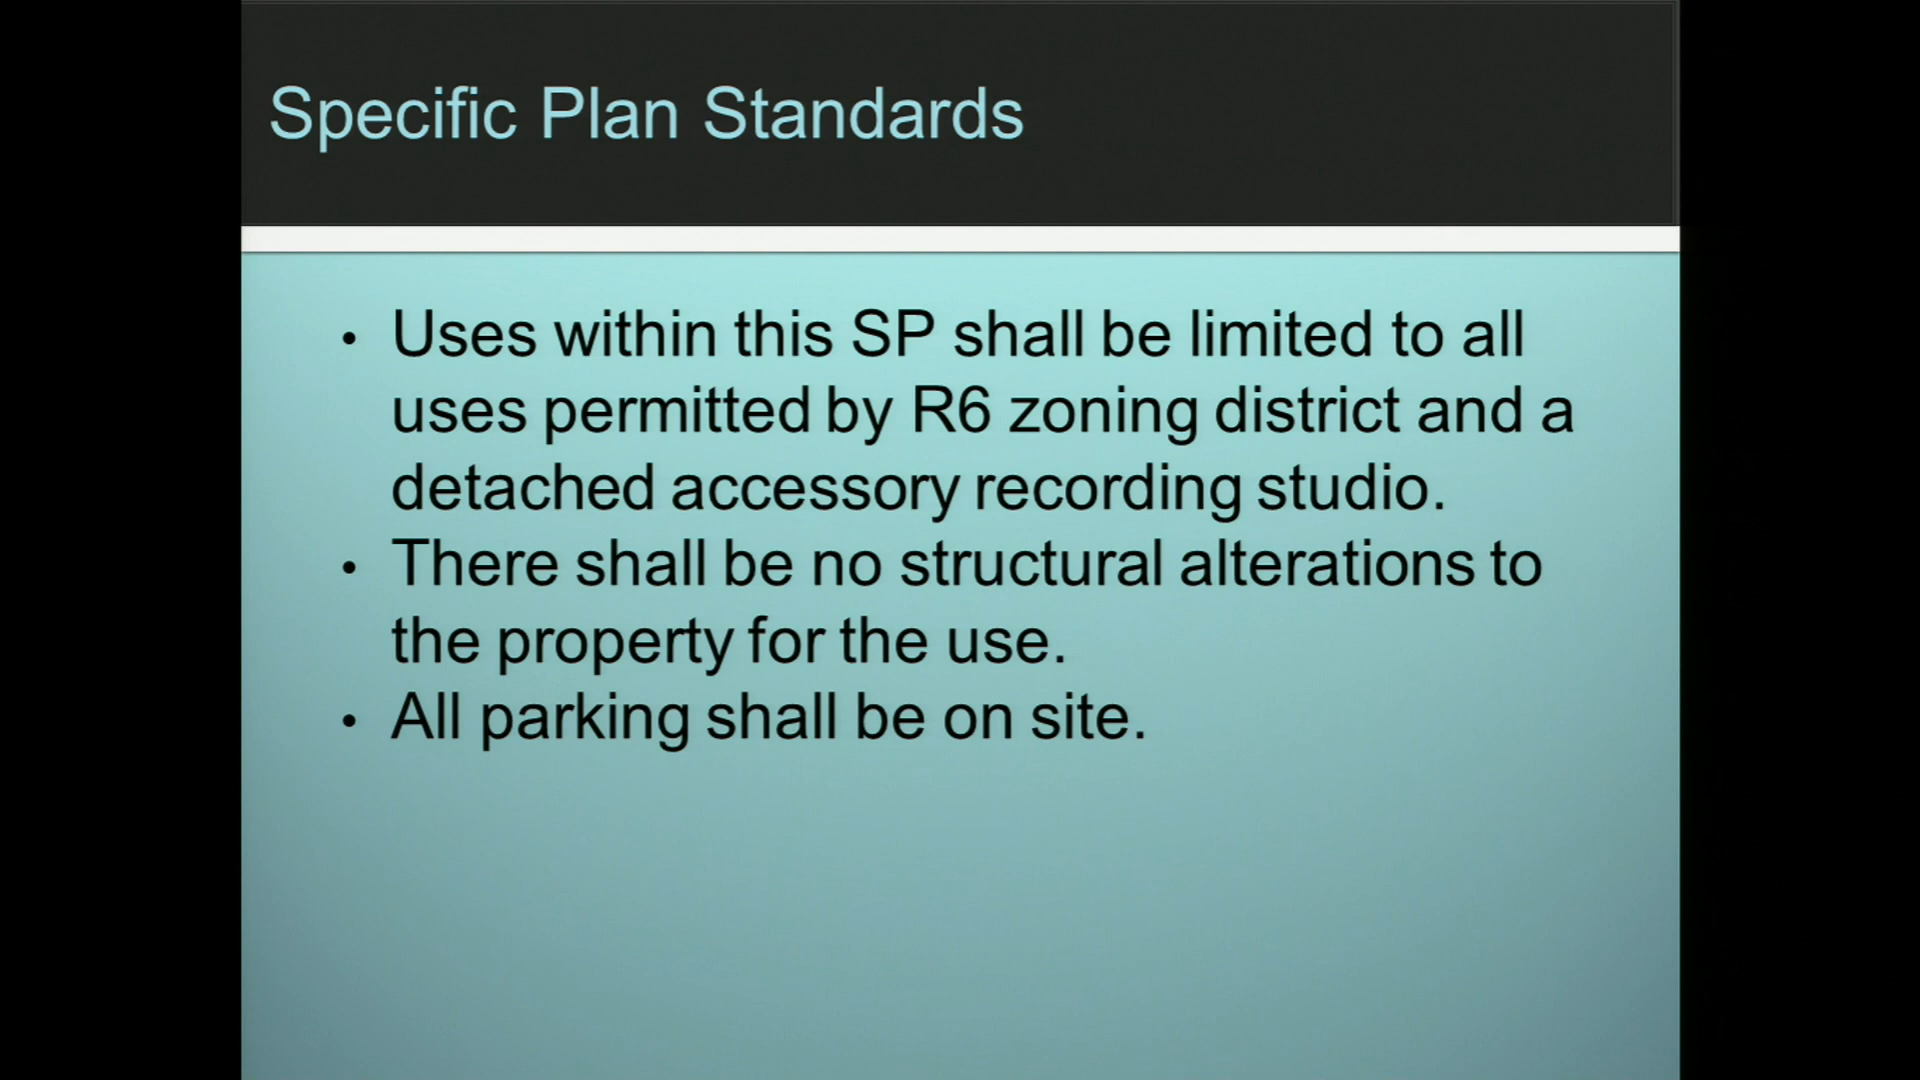 Specific Plan Standards
• Uses within this SP shall be limited to all
uses permitted by R6 zoning district and a
detached accessory recording studio.
• There shall be no structural alterations to
the property for the use.
• All parking shall be on site.